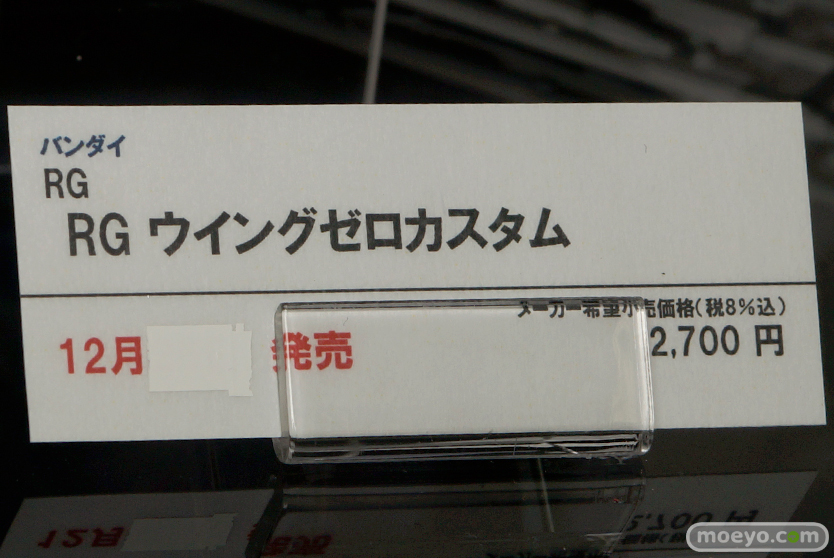 バンダイ
RG
RG ウイングゼロカスタム
メーカー希望小売価格(税8%込)
12月 発売
2,700 円
moeyo.com